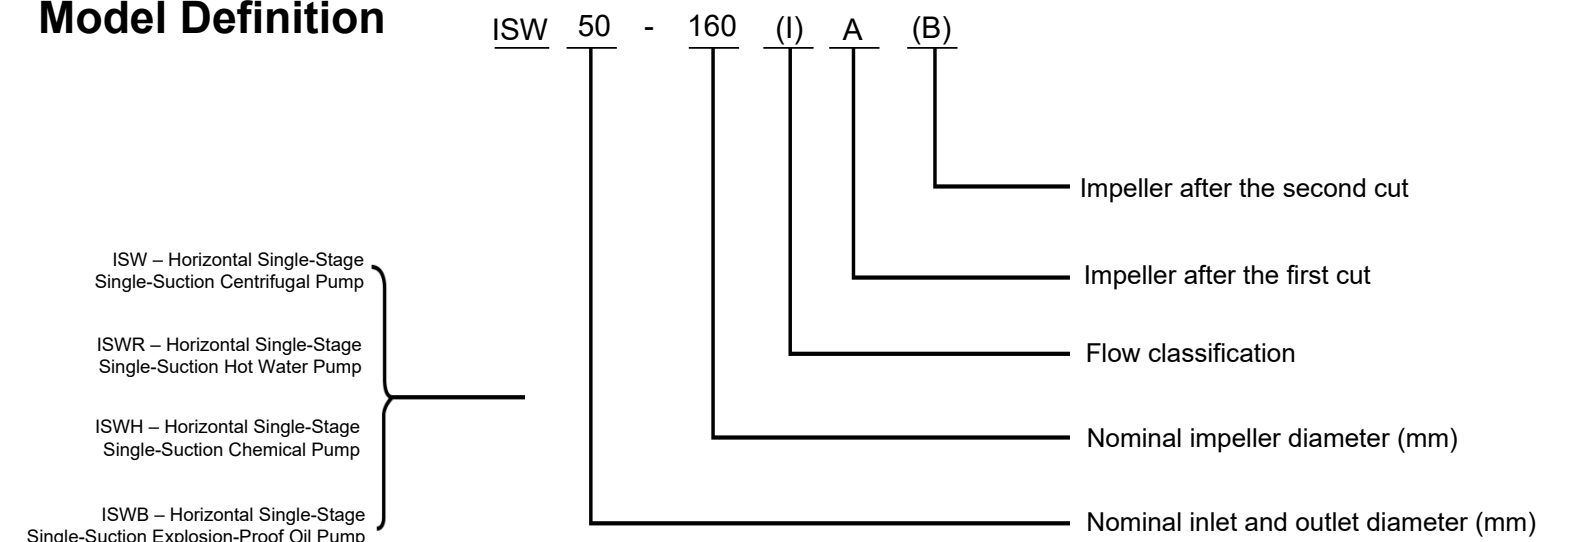 Model Definition
ISW 50 - 160 (I) A (B)
Impeller after the second cut
Impeller after the first cut
Flow classification
Nominal impeller diameter (mm)
Nominal inlet and outlet diameter (mm)
ISW – Horizontal Single-Stage
Single-Suction Centrifugal Pump
ISWR – Horizontal Single-Stage
Single-Suction Hot Water Pump
ISWH – Horizontal Single-Stage
Single-Suction Chemical Pump
ISWB – Horizontal Single-Stage
Single-Suction Explosion-Proof Oil Pump